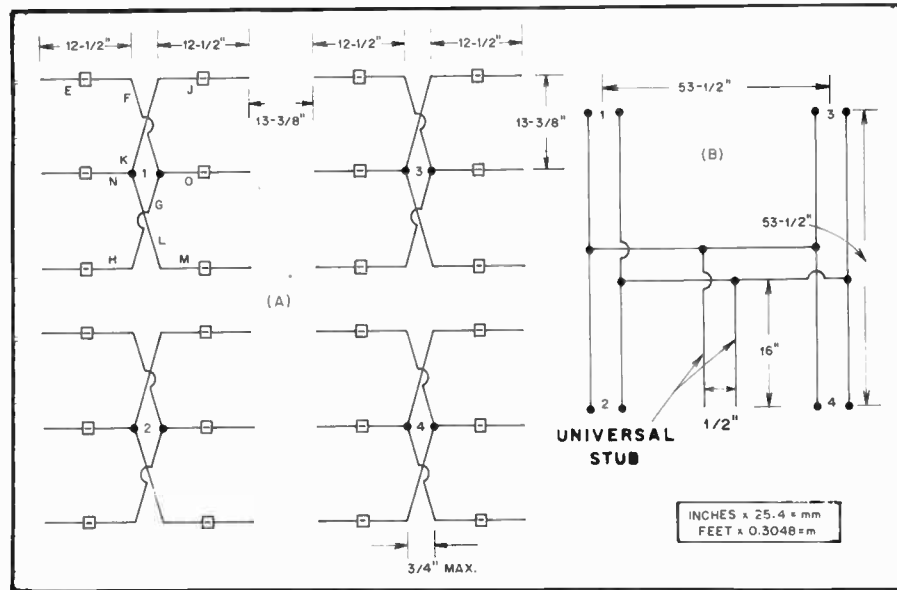 12-1/2" 12-1/2" 12-1/2" 12-1/2"
E F J
13-3/8"
13-3/8"
K
N 1 O
3
G
L
H M
(A)
2
4
3/4" MAX.
53-1/2"
1 3
(B)
53-1/2"
16"
2
4
1/2"
UNIVERSAL
STUB
INCHES x 25.4 = mm
FEET x 0.3048=m